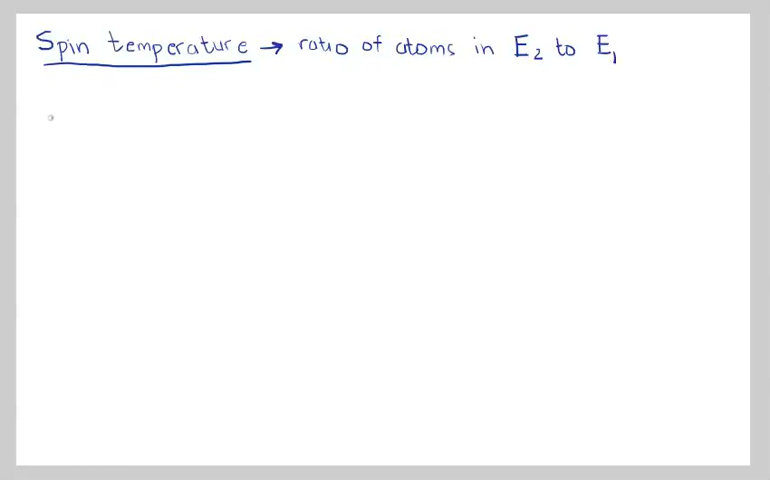 Spin temperature → ratio of atoms in E₂ to E₁